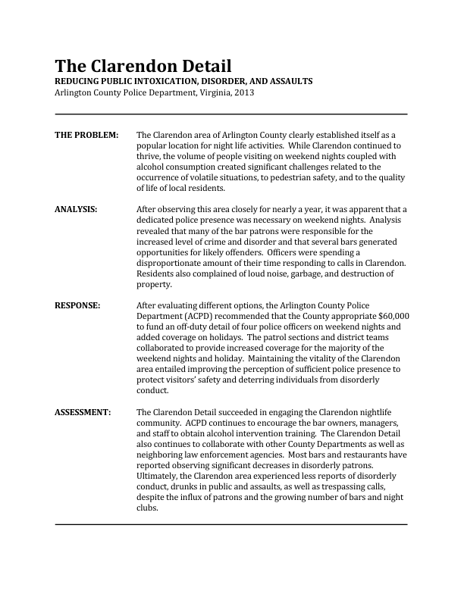 The Clarendon Detail
REDUCING PUBLIC INTOXICATION, DISORDER, AND ASSAULTS
Arlington County Police Department, Virginia, 2013
THE PROBLEM:
The Clarendon area of Arlington County clearly established itself as a
popular location for night life activities. While Clarendon continued to
thrive, the volume of people visiting on weekend nights coupled with
alcohol consumption created significant challenges related to the
occurrence of volatile situations, to pedestrian safety, and to the quality
of life of local residents.
ANALYSIS:
After observing this area closely for nearly a year, it was apparent that a
dedicated police presence was necessary on weekend nights. Analysis
revealed that many of the bar patrons were responsible for the
increased level of crime and disorder and that several bars generated
opportunities for likely offenders. Officers were spending a
disproportionate amount of their time responding to calls in Clarendon.
Residents also complained of loud noise, garbage, and destruction of
property.
RESPONSE:
After evaluating different options, the Arlington County Police
Department (ACPD) recommended that the County appropriate $60,000
to fund an off-duty detail of four police officers on weekend nights and
added coverage on holidays. The patrol sections and district teams
collaborated to provide increased coverage for the majority of the
weekend nights and holiday. Maintaining the vitality of the Clarendon
area entailed improving the perception of sufficient police presence to
protect visitors' safety and deterring individuals from disorderly
conduct.
ASSESSMENT:
The Clarendon Detail succeeded in engaging the Clarendon nightlife
community. ACPD continues to encourage the bar owners, managers,
and staff to obtain alcohol intervention training. The Clarendon Detail
also continues to collaborate with other County Departments as well as
neighboring law enforcement agencies. Most bars and restaurants have
reported observing significant decreases in disorderly patrons.
Ultimately, the Clarendon area experienced less reports of disorderly
conduct, drunks in public and assaults, as well as trespassing calls,
despite the influx of patrons and the growing number of bars and night
clubs.